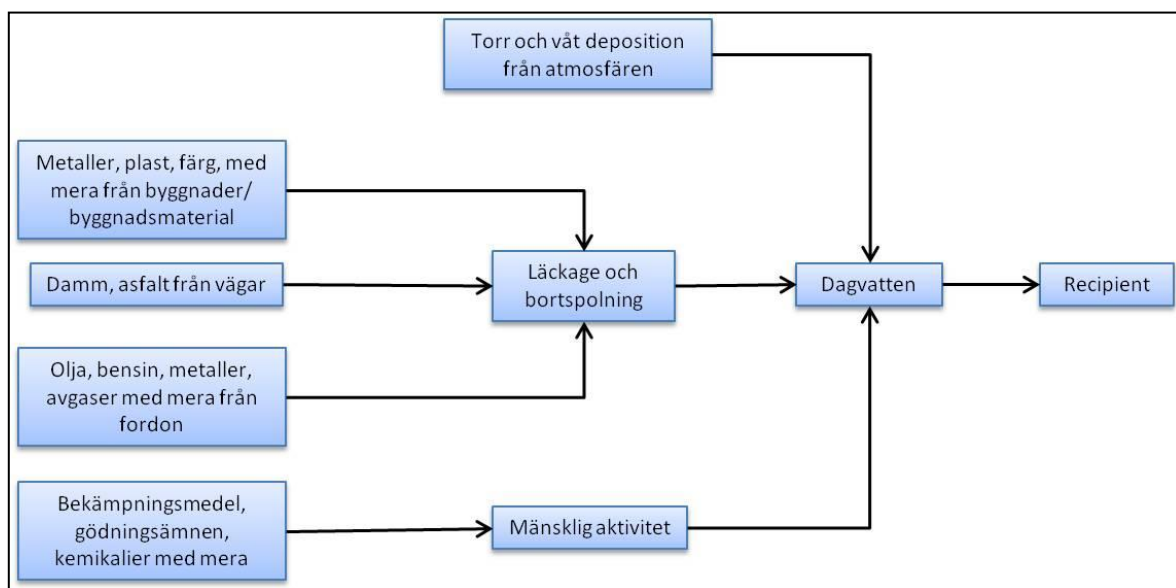 Torr och våt deposition
från atmosfären
Metaller, plast, färg, med
mera från byggnader/
byggnadsmaterial
Damm, asfalt från vägar
Läckage och
bortspolning
Dagvatten
Recipient
Olja, bensin, metaller,
avgaser med mera från
fordon
Bekämpningsmedel,
gödningsämnen,
kemikalier med mera
Mänsklig aktivitet